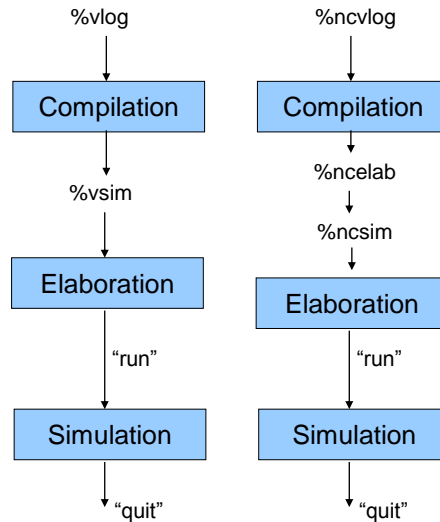 %vlog
Compilation
%vsim
Elaboration
“run”
Simulation
“quit”
%ncvlog
Compilation
%ncelab
%ncsim
Elaboration
“run”
Simulation
“quit”